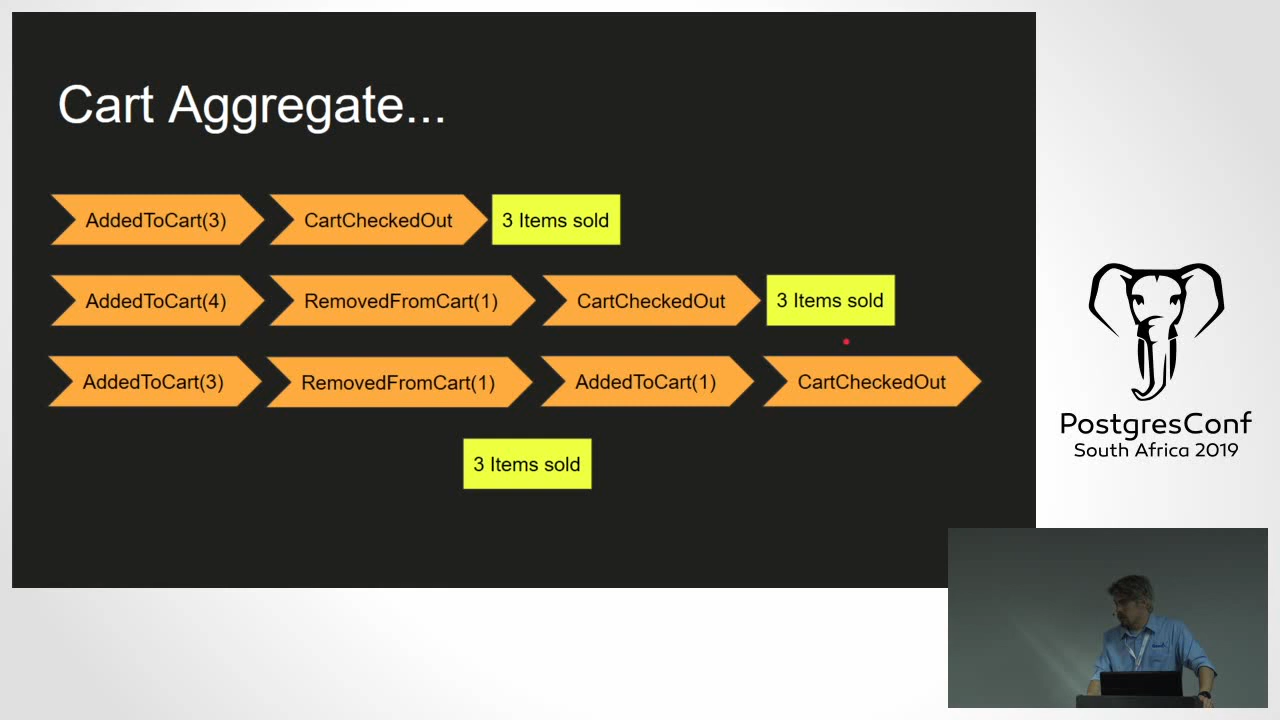 Cart Aggregate...
AddedToCart(3) CartCheckedOut 3 Items sold
AddedToCart(4) RemovedFromCart(1) CartCheckedOut 3 Items sold
AddedToCart(3) RemovedFromCart(1) AddedToCart(1) CartCheckedOut
3 Items sold
PostgresConf
South Africa 2019